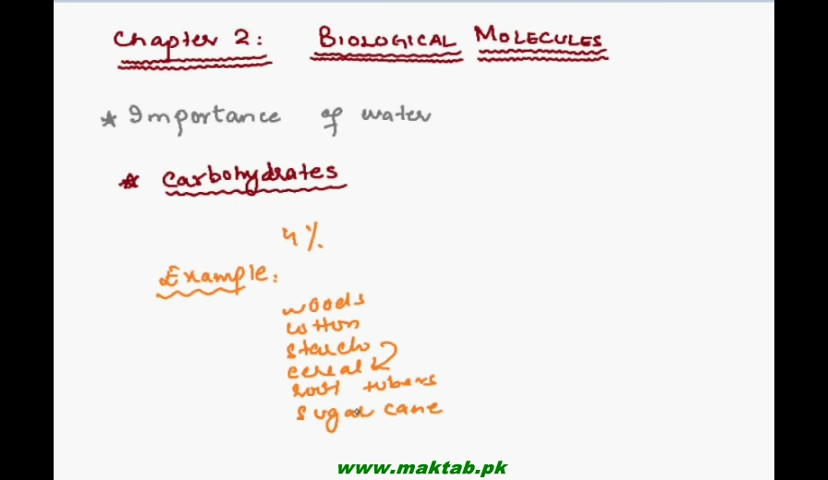 Chapter 2: BIOLOGICAL MOLECULES
* Importance of water
* Carbohydrates
4%
Example:
woods
cotton
starch
cereal
root tubers
sugar cane
www.maktab.pk